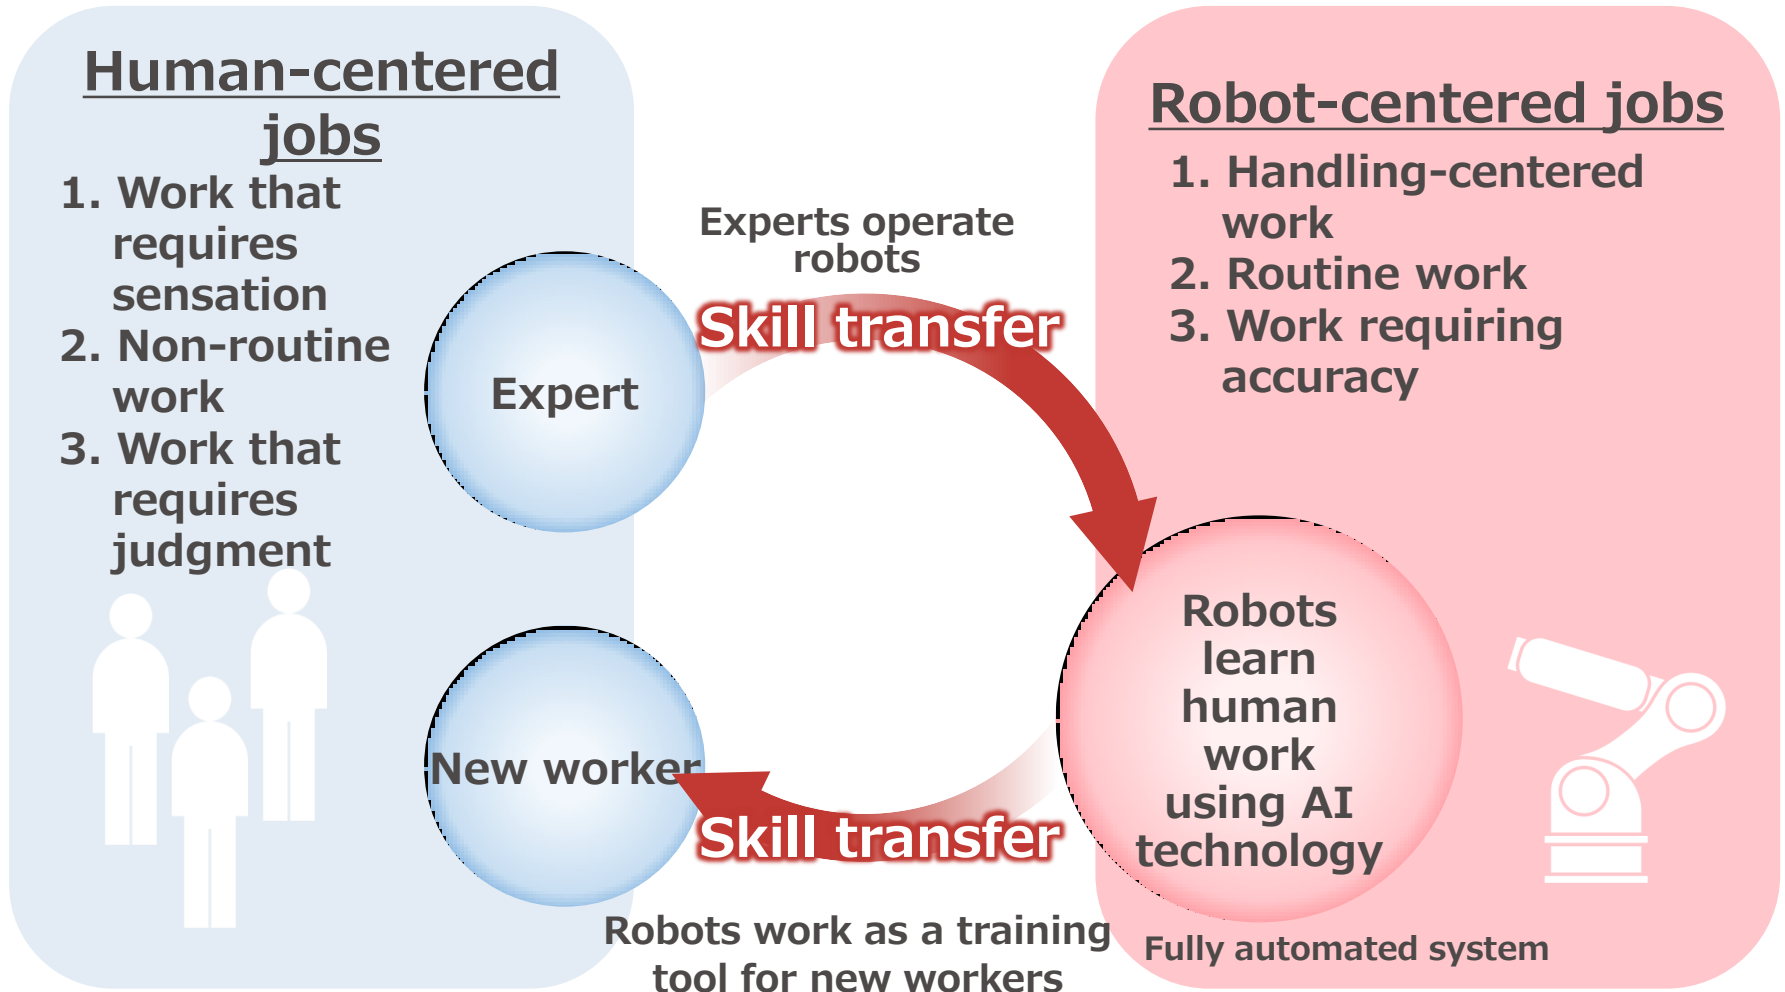 Human-centered
jobs
1. Work that
requires
sensation
2. Non-routine
work
3. Work that
requires
judgment
Expert
New worker
Experts operate
robots
Skill transfer
Skill transfer
Robots work as a training
tool for new workers
Robot-centered jobs
1. Handling-centered
work
2. Routine work
3. Work requiring
accuracy
Robots
learn
human
work
using AI
technology
Fully automated system